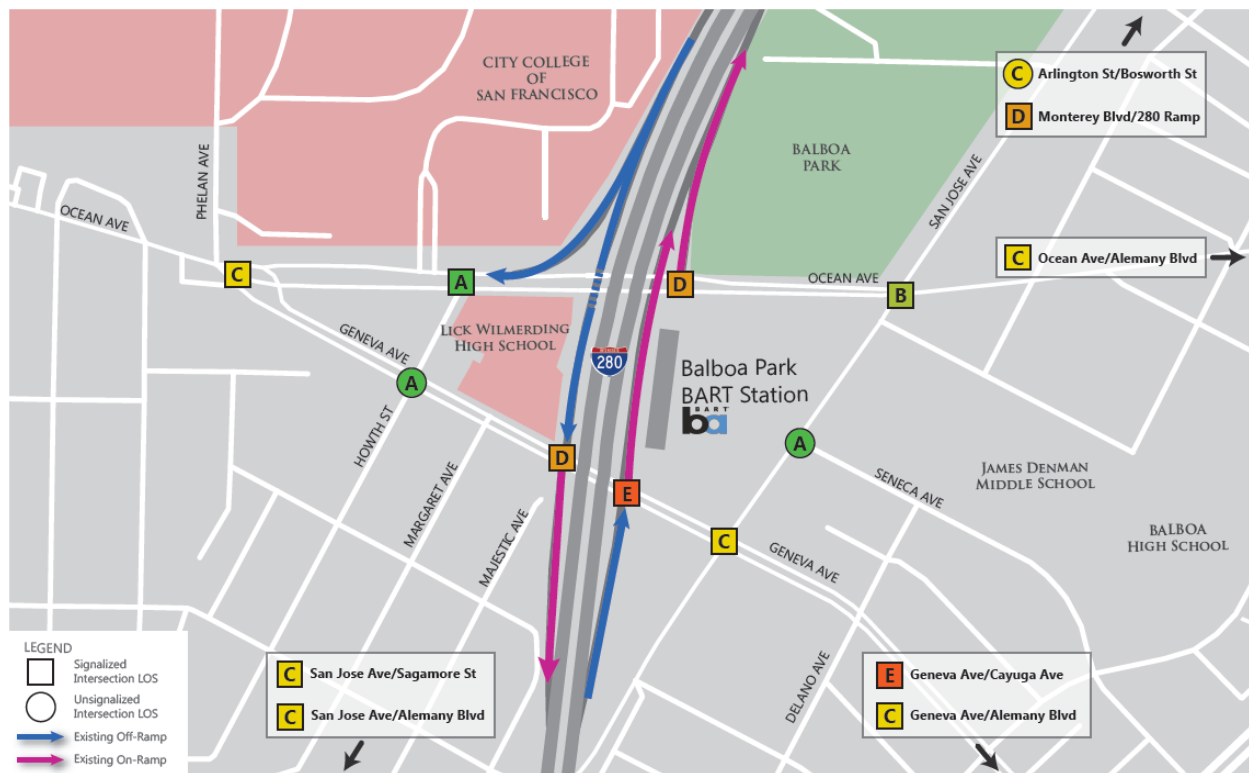 CITY COLLEGE
OF
SAN FRANCISCO
C Arlington St/Bosworth St
D Monterey Blvd/280 Ramp
BALBOA
PARK
PHELAN AVE
SAN JOSE AVE
OCEAN AVE
C Ocean Ave/Alemany Blvd
C
A
D
OCEAN AVE
B
GENEVA AVE
LICK WILMERDING
HIGH SCHOOL
INTERSTATE
280
Balboa Park
BART Station
BART
ba
A
HOWTH ST
D
A
MARGARET AVE
SENECA AVE
JAMES DENMAN
MIDDLE SCHOOL
E
MAJESTIC AVE
C
GENEVA AVE
BALBOA
HIGH SCHOOL
DELANO AVE
LEGEND
Signalized
Intersection LOS
Unsignalized
Intersection LOS
Existing Off-Ramp
Existing On-Ramp
C San Jose Ave/Sagamore St
C San Jose Ave/Alemany Blvd
E Geneva Ave/Cayuga Ave
C Geneva Ave/Alemany Blvd